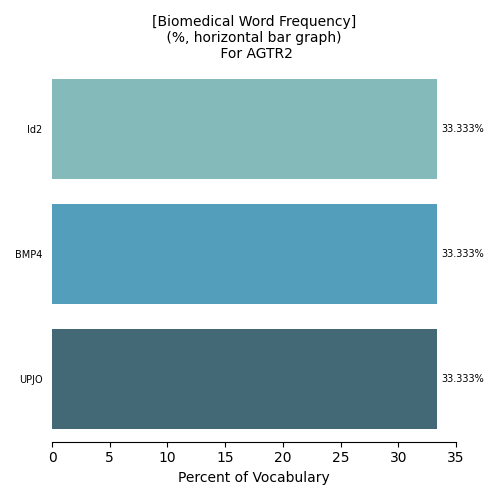 [Biomedical Word Frequency]
(%, horizontal bar graph)
For AGTR2
Id2
33.333%
BMP4
33.333%
UPJO
33.333%
0 5 10 15 20 25 30 35
Percent of Vocabulary